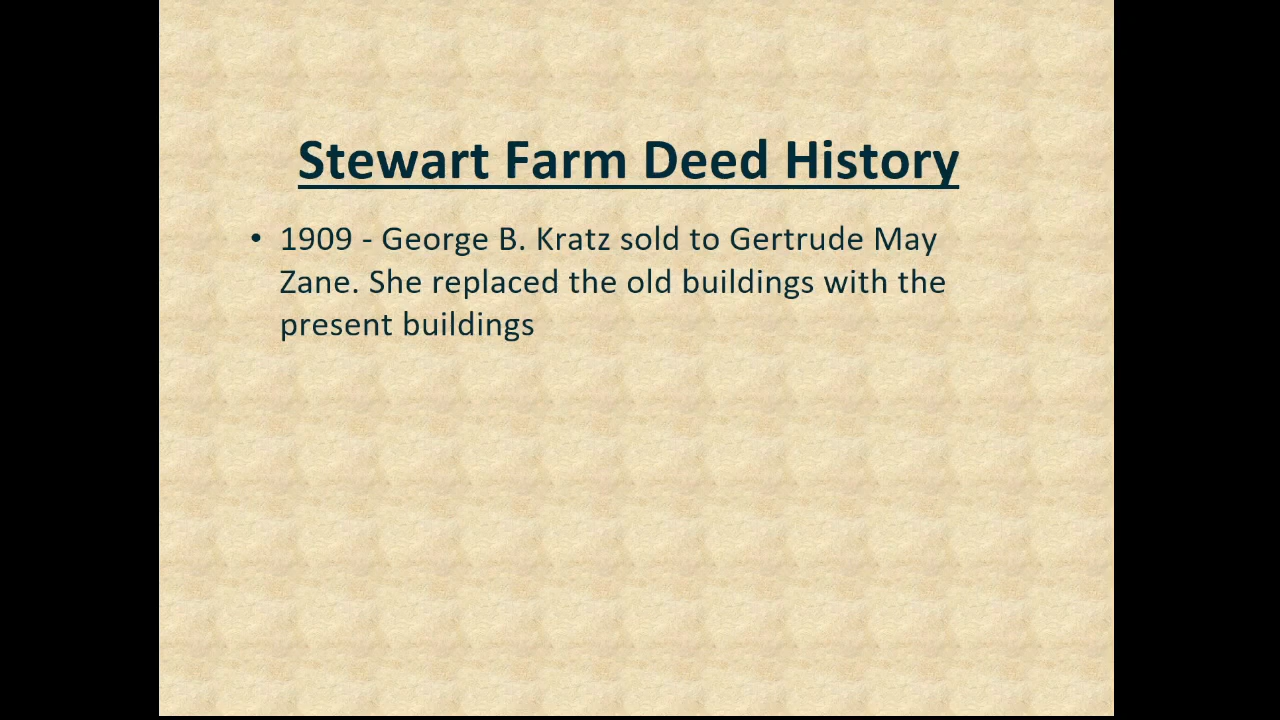 Stewart Farm Deed History
• 1909 - George B. Kratz sold to Gertrude May
Zane. She replaced the old buildings with the
present buildings